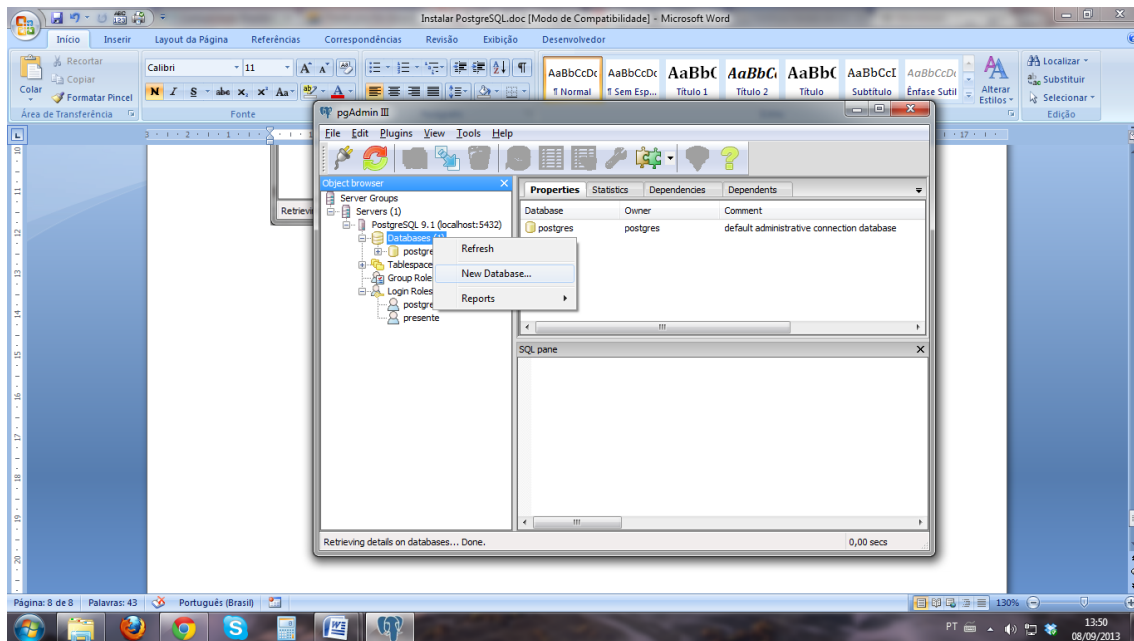 Instalar PostgreSQL.doc [Modo de Compatibilidade] - Microsoft Word
Início Inserir Layout da Página Referências Correspondências Revisão Exibição Desenvolvedor
Colar
Recortar
Copiar
Formatar Pincel
Área de Transferência
Calibri 11
N I S abe x, x² Aa
Fonte
AaBbCcDc AaBbCcDc AaBbC AaBbCc AaBbC AaBbCcI AaBbCcDc
¶ Normal ¶ Sem Esp... Título 1 Título 2 Título Subtítulo Ênfase Sutil
Alterar Estilos
Localizar
Substituir
Selecionar
Edição
pgAdmin III
File Edit Plugins View Tools Help
Object browser
Server Groups
Servers (1)
PostgreSQL 9.1 (localhost:5432)
Databases (1)
postgre
Tablespace
Group Role
Login Roles
postgre
presente
Refresh
New Database...
Reports
Properties Statistics Dependencies Dependents
Database Owner Comment
postgres postgres default administrative connection database
SQL pane
Retrieving details on databases... Done. 0,00 secs
Retrievi
Página: 8 de 8 Palavras: 43 Português (Brasil) 130%
PT 13:50
08/09/2013